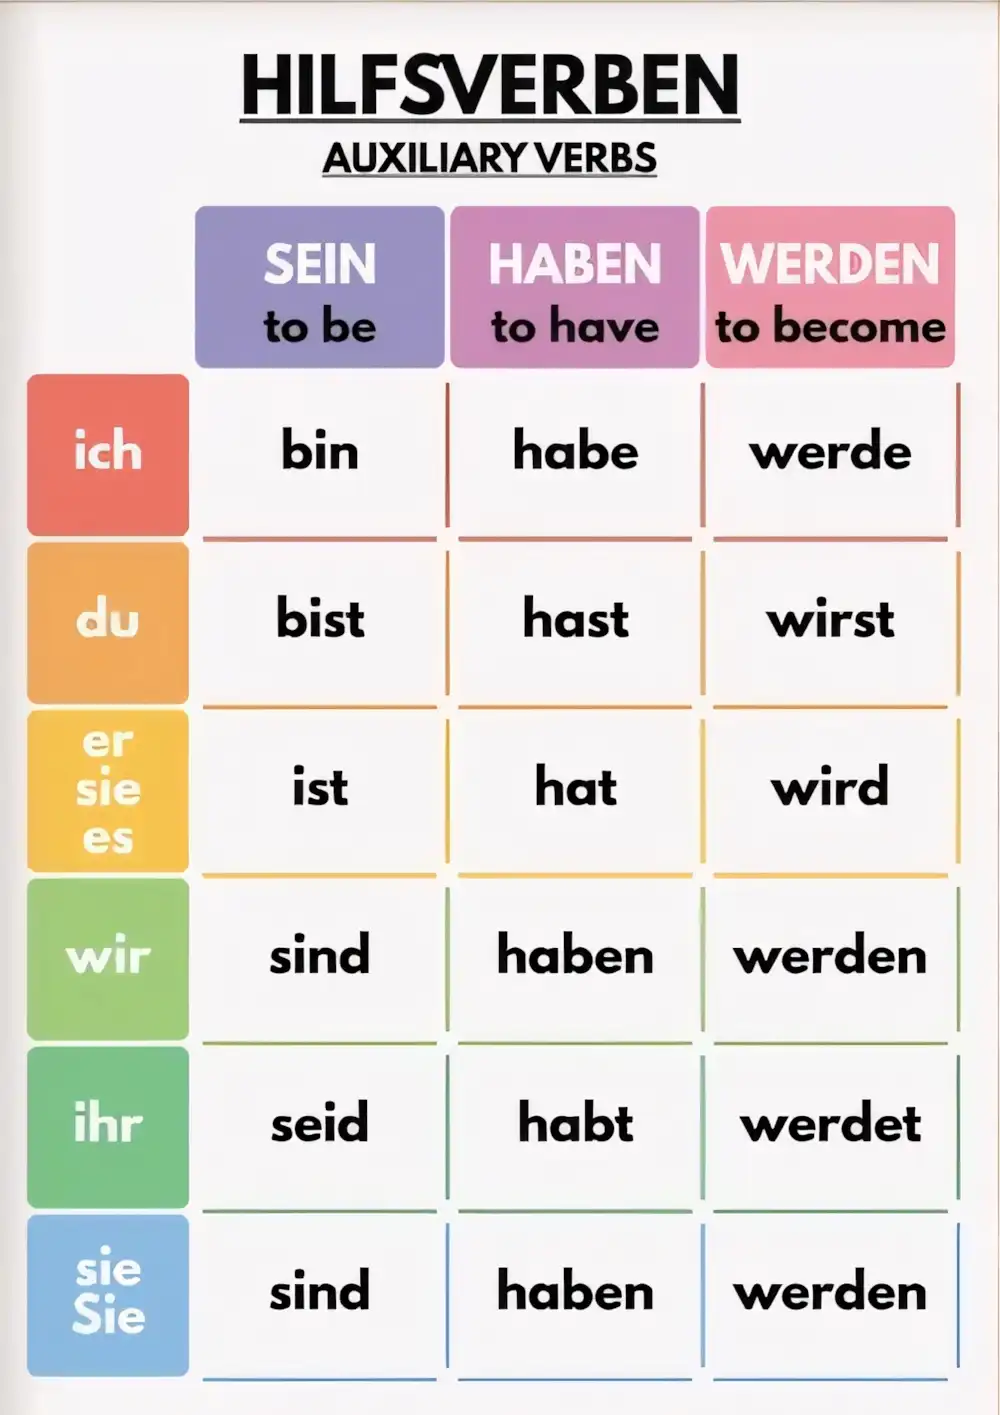 HILFSVERBEN
AUXILIARY VERBS
SEIN HABEN WERDEN
to be to have to become
ich bin habe werde
du bist hast wirst
er
sie ist hat wird
es
wir sind haben werden
ihr seid habt werdet
sie
Sie sind haben werden